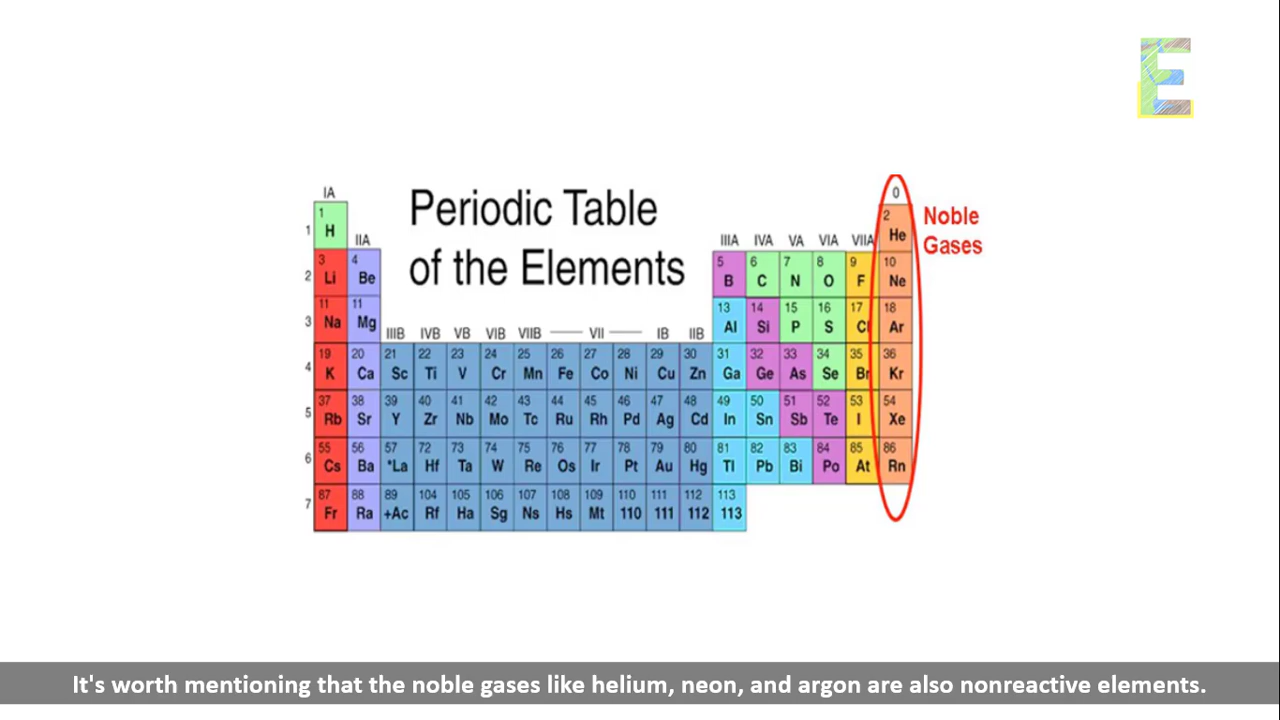 IA
0
1
2
Noble
H
He
Gases
Periodic Table
of the Elements
1
IIA
IIIA IVA VA VIA VIIA
3 4 5 6 7 8 9 10
2 Li Be B C N O F Ne
11 11 13 14 15 16 17 18
3 Na Mg IIIB IVB VB VIB VIIB VII IB IIB Al Si P S Cl Ar
19 20 21 22 23 24 25 26 27 28 29 30 31 32 33 34 35 36
4 K Ca Sc Ti V Cr Mn Fe Co Ni Cu Zn Ga Ge As Se Br Kr
37 38 39 40 41 42 43 44 45 46 47 48 49 50 51 52 53 54
5 Rb Sr Y Zr Nb Mo Tc Ru Rh Pd Ag Cd In Sn Sb Te I Xe
55 56 57 72 73 74 75 76 77 78 79 80 81 82 83 84 85 86
6 Cs Ba *La Hf Ta W Re Os Ir Pt Au Hg Tl Pb Bi Po At Rn
87 88 89 104 105 106 107 108 109 110 111 112 113
7 Fr Ra +Ac Rf Ha Sg Ns Hs Mt 110 111 112 113
E
It's worth mentioning that the noble gases like helium, neon, and argon are also nonreactive elements.